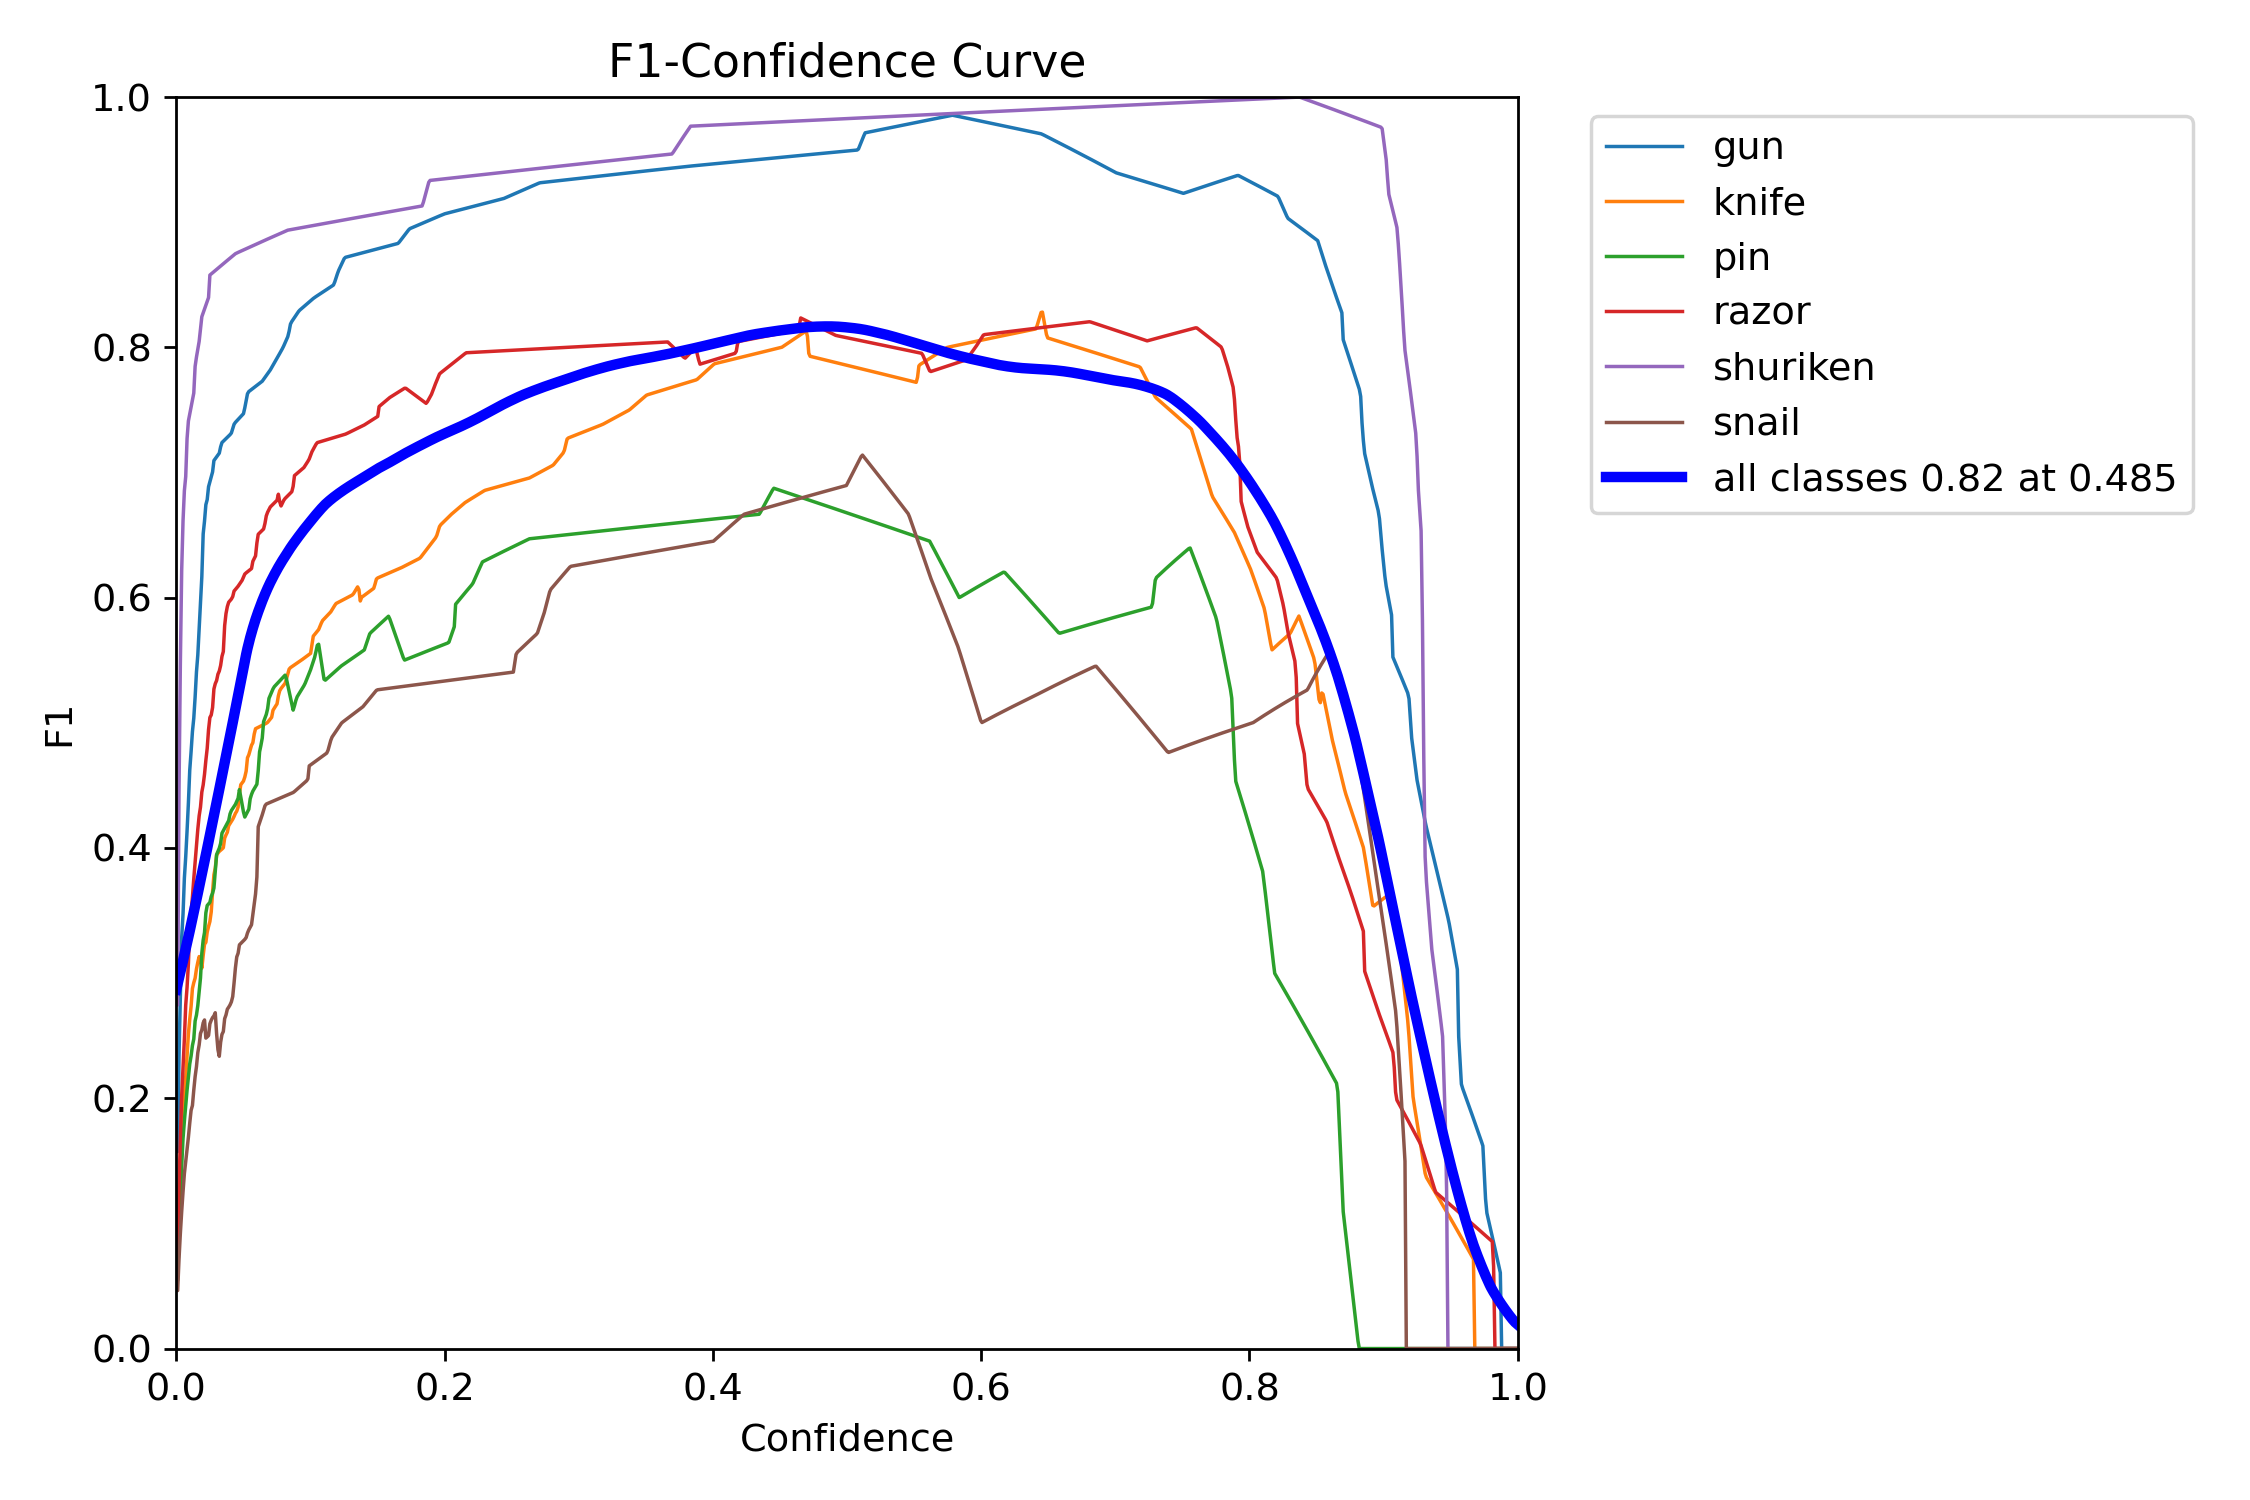 F1-Confidence Curve
1.0
0.8
0.6
0.4
0.2
0.0
F1
0.0 0.2 0.4 0.6 0.8 1.0
Confidence
gun
knife
pin
razor
shuriken
snail
all classes 0.82 at 0.485